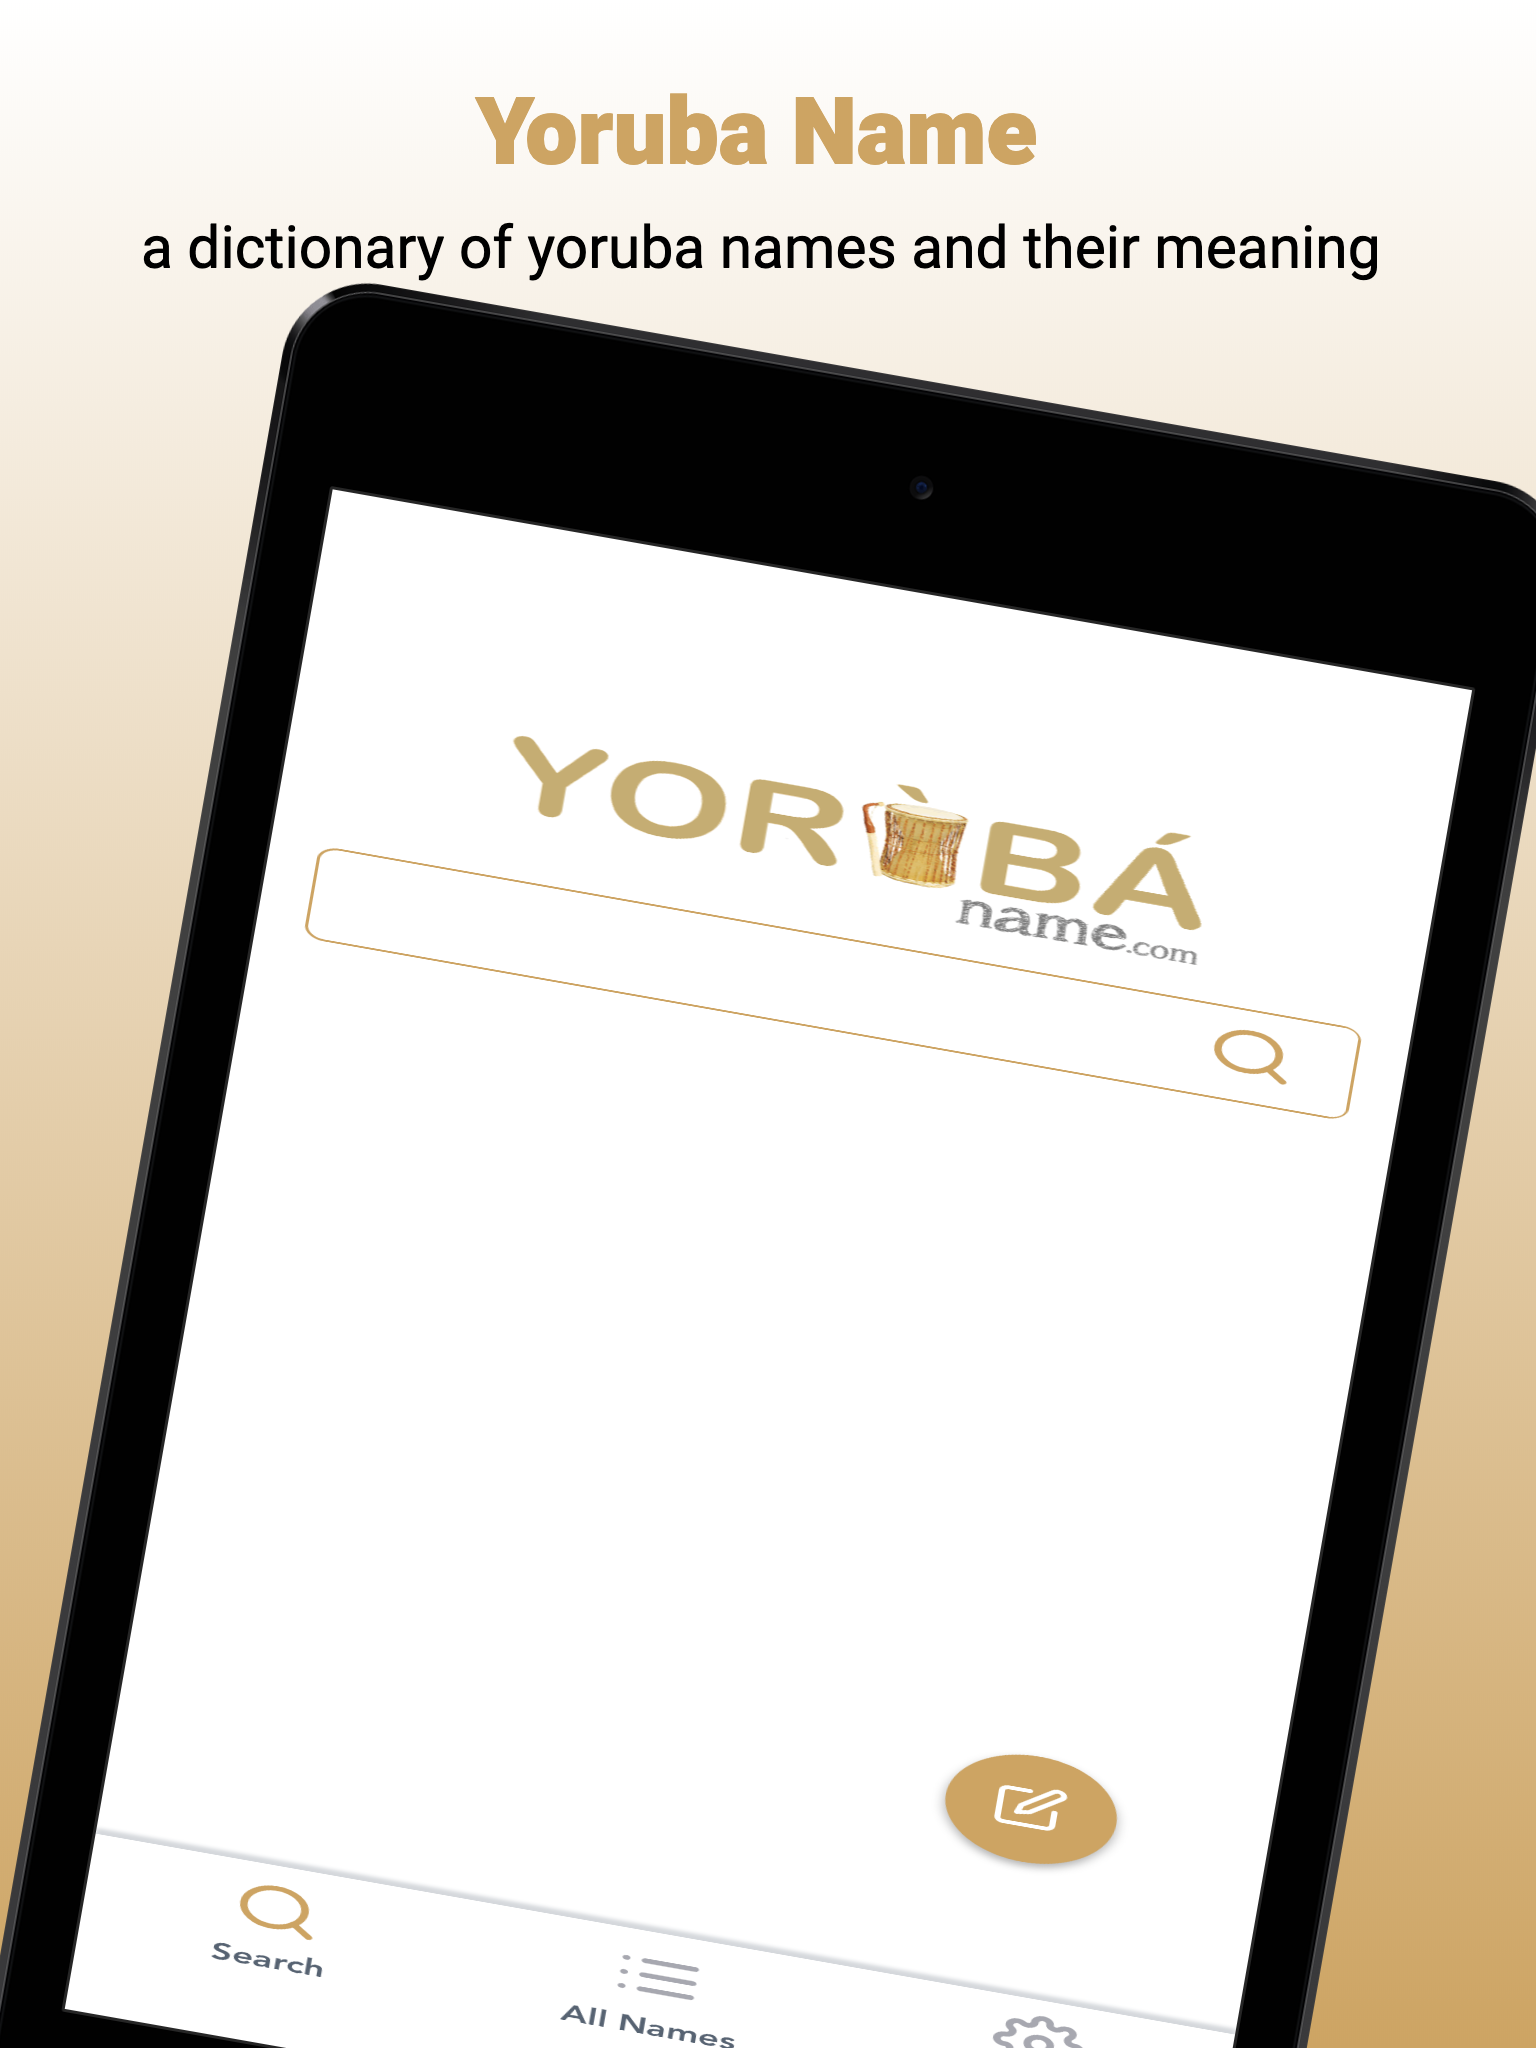 Yoruba Name
a dictionary of yoruba names and their meaning
YORÙBÁ
name.com
Search
All Names